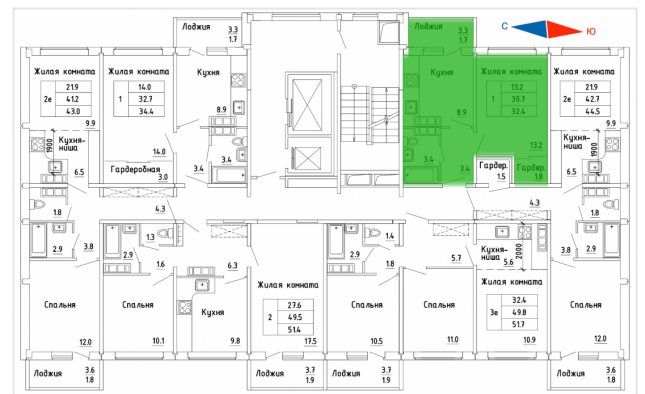 Лоджия 3.3
1.7
Лоджия 3.3
1.7
С
Ю
Жилая комната
21.9
2е 41.2
43.0
9.9
Жилая комната
14.0
1 32.7
34.4
14.0
Кухня
8.9
Кухня
8.9
Жилая комната
13.2
1 30.7
32.4
13.2
Жилая комната
21.9
2е 42.7
44.5
9.9
1900
Кухня-
ниша
6.5
Гардеробная
3.0
3.4
3.4
3.4
3.4
Гардер.
1.5
Гардер.
1.8
1900
Кухня-
ниша
6.5
1.8
4.3
4.3
1.8
2.9
3.8
2.9
1.3
1.6
6.3
2.9
1.4
1.8
5.7
Кухня-
ниша
5.6
2000
3.8
2.9
Спальня
12.0
Спальня
10.1
Кухня
9.8
Жилая комната
27.6
2 49.5
51.4
17.5
Спальня
10.5
Спальня
11.0
Жилая комната
32.4
3е 49.8
51.7
10.9
Спальня
12.0
Лоджия 3.6
1.8
Лоджия 3.7
1.9
Лоджия 3.7
1.9
Лоджия 3.6
1.8